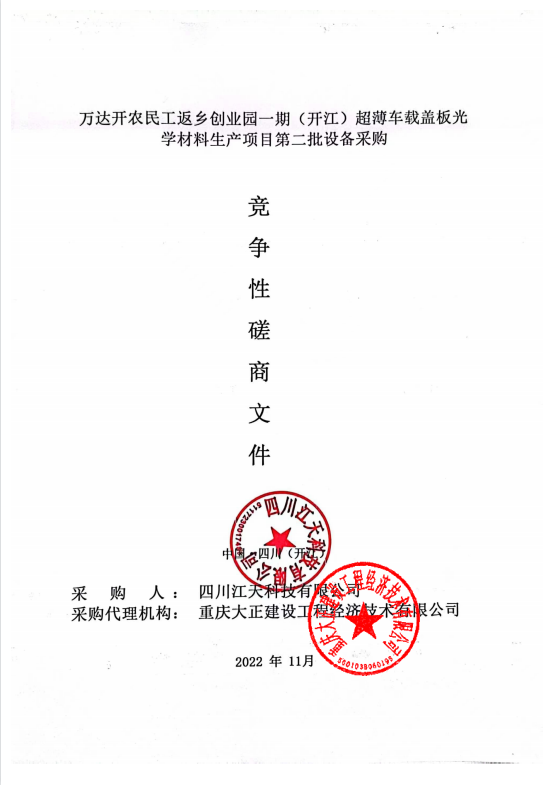 万达开农民工返乡创业园一期（开江）超薄车载盖板光
学材料生产项目第二批设备采购
竞
争
性
磋
商
文
件
四川江天科技有限公司
中国·四川（开江）
采 购 人：四川江天科技有限公司
采购代理机构：重庆大正建设工程经济技术有限公司
重庆大正建设工程经济技术有限公司
2022 年 11月